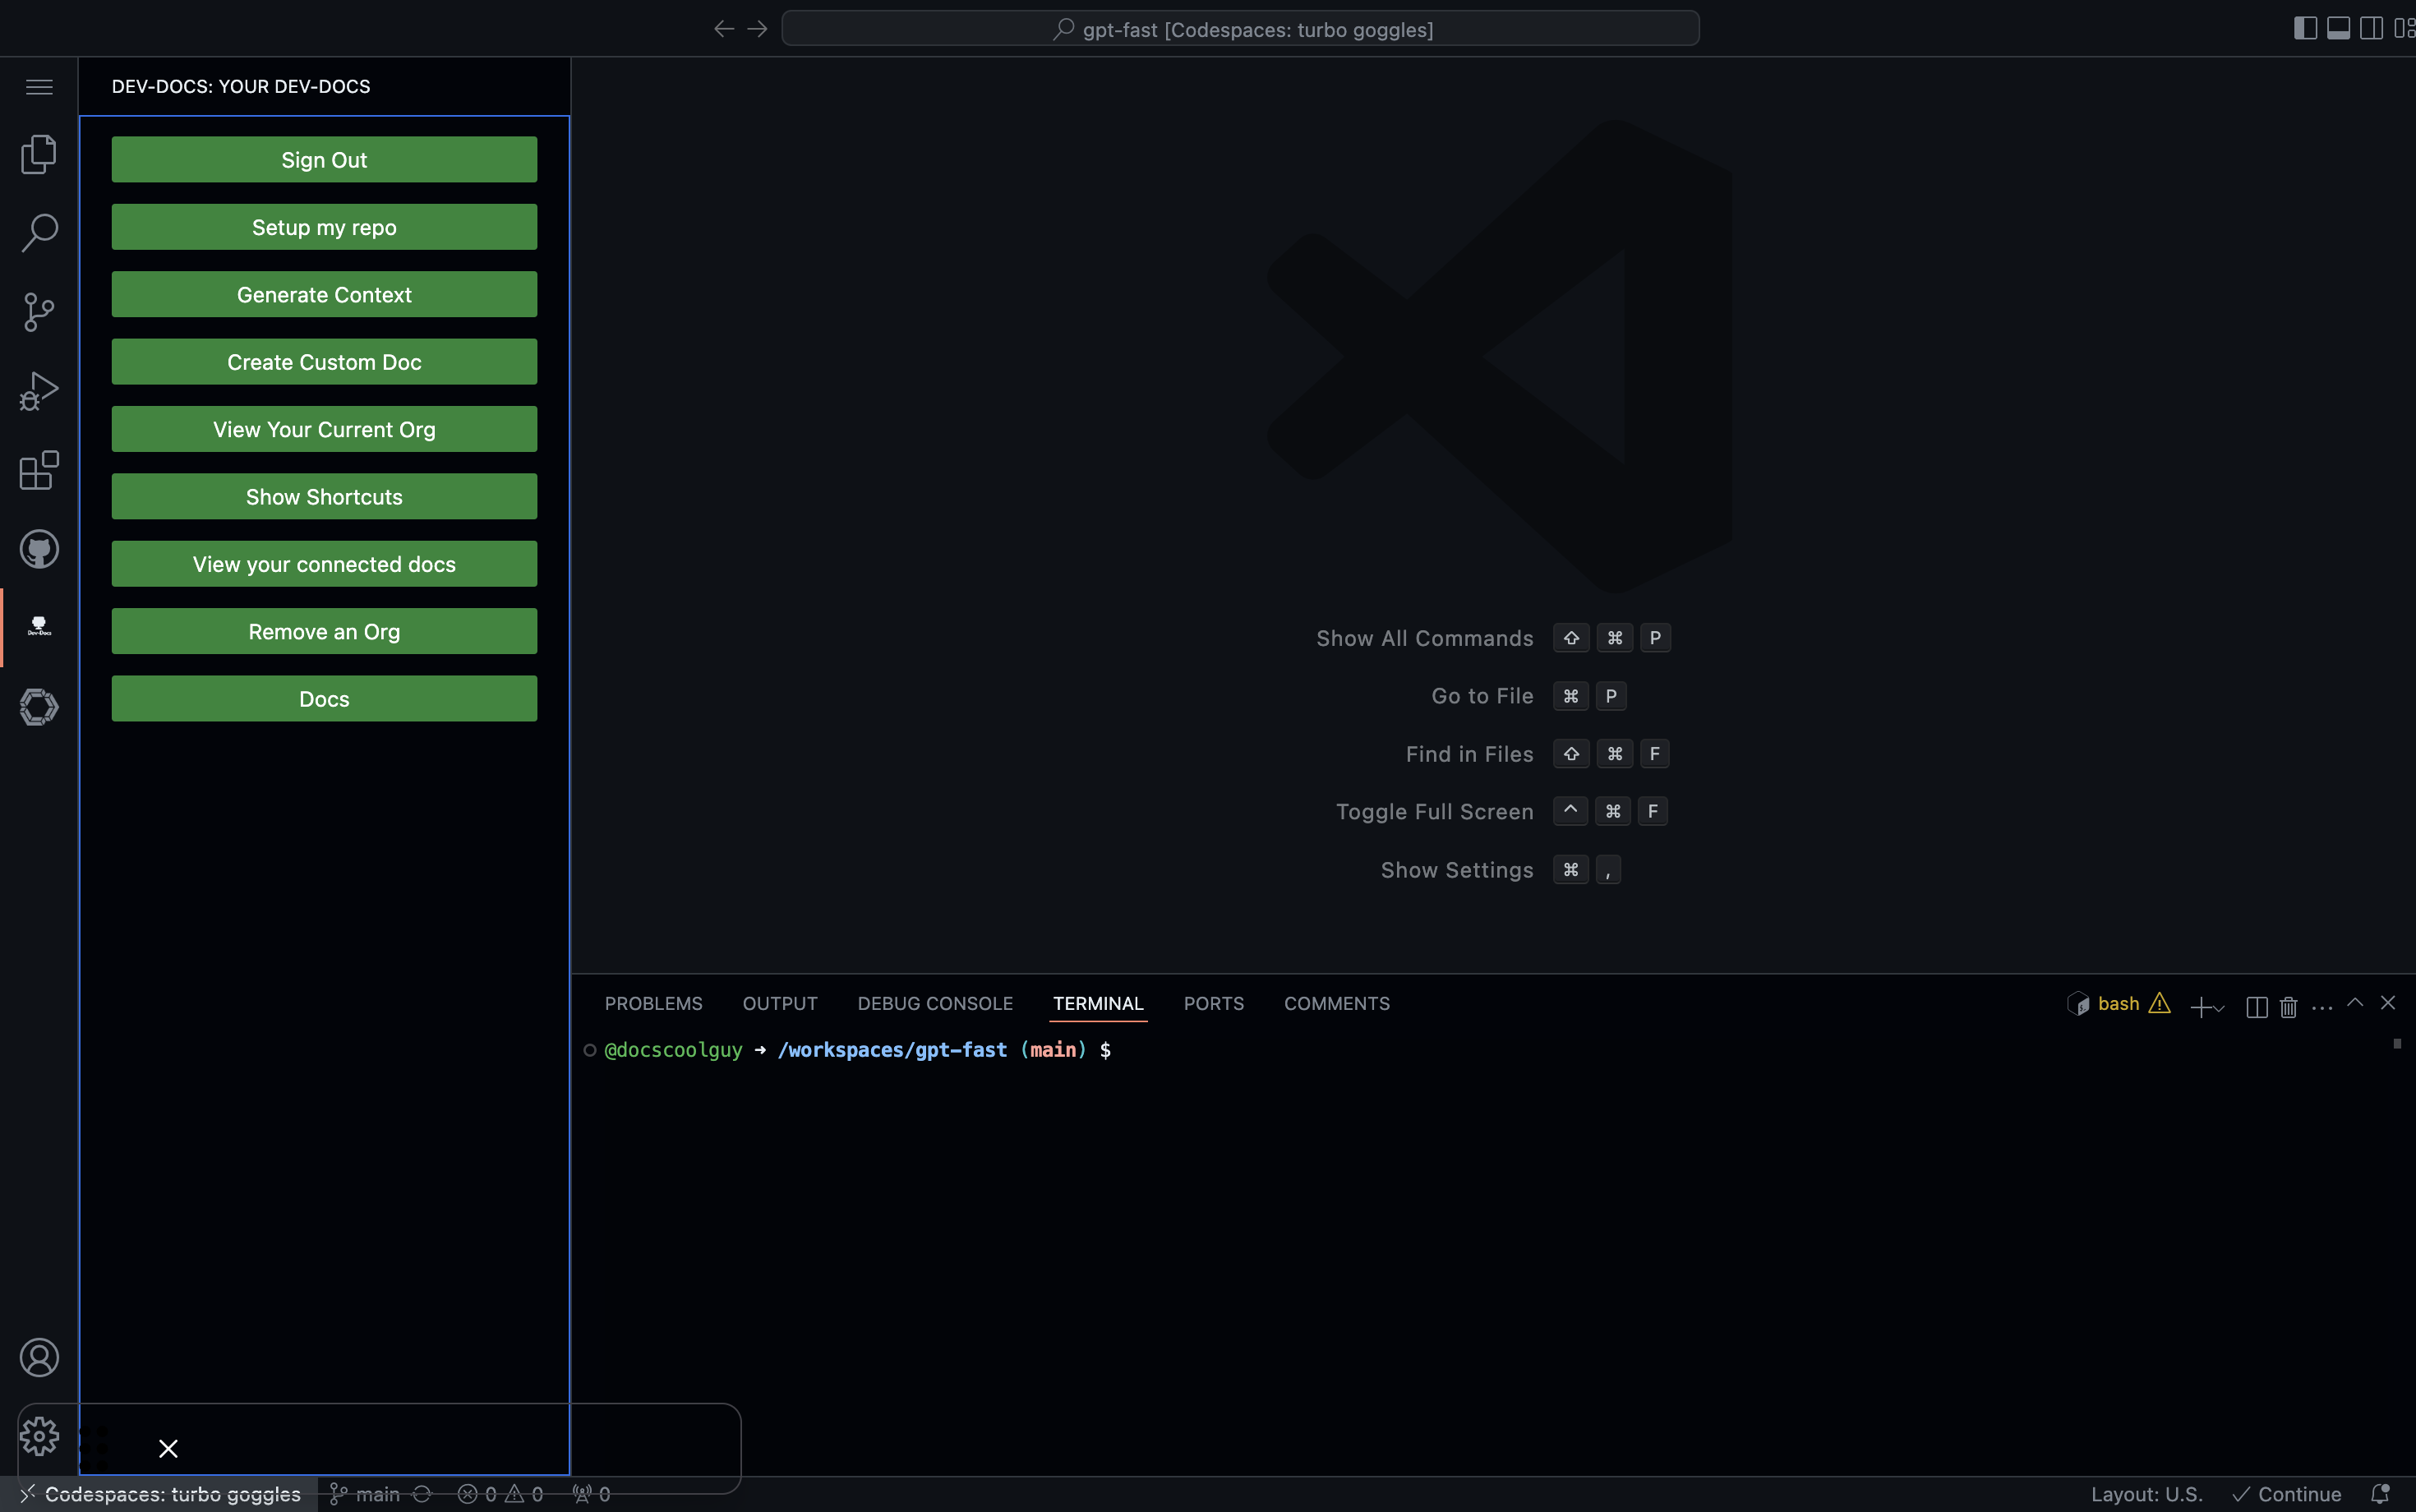 gpt-fast [Codespaces: turbo goggles]
DEV-DOCS: YOUR DEV-DOCS
Sign Out
Setup my repo
Generate Context
Create Custom Doc
View Your Current Org
Show Shortcuts
View your connected docs
Remove an Org
Docs
Dev-Docs
Show All Commands ⇧ ⌘ P
Go to File ⌘ P
Find in Files ⇧ ⌘ F
Toggle Full Screen ^ ⌘ F
Show Settings ⌘ ,
PROBLEMS OUTPUT DEBUG CONSOLE TERMINAL PORTS COMMENTS bash
@docscoolguy → /workspaces/gpt-fast (main) $
Codespaces: turbo goggles main 0 0 0 Layout: U.S. Continue